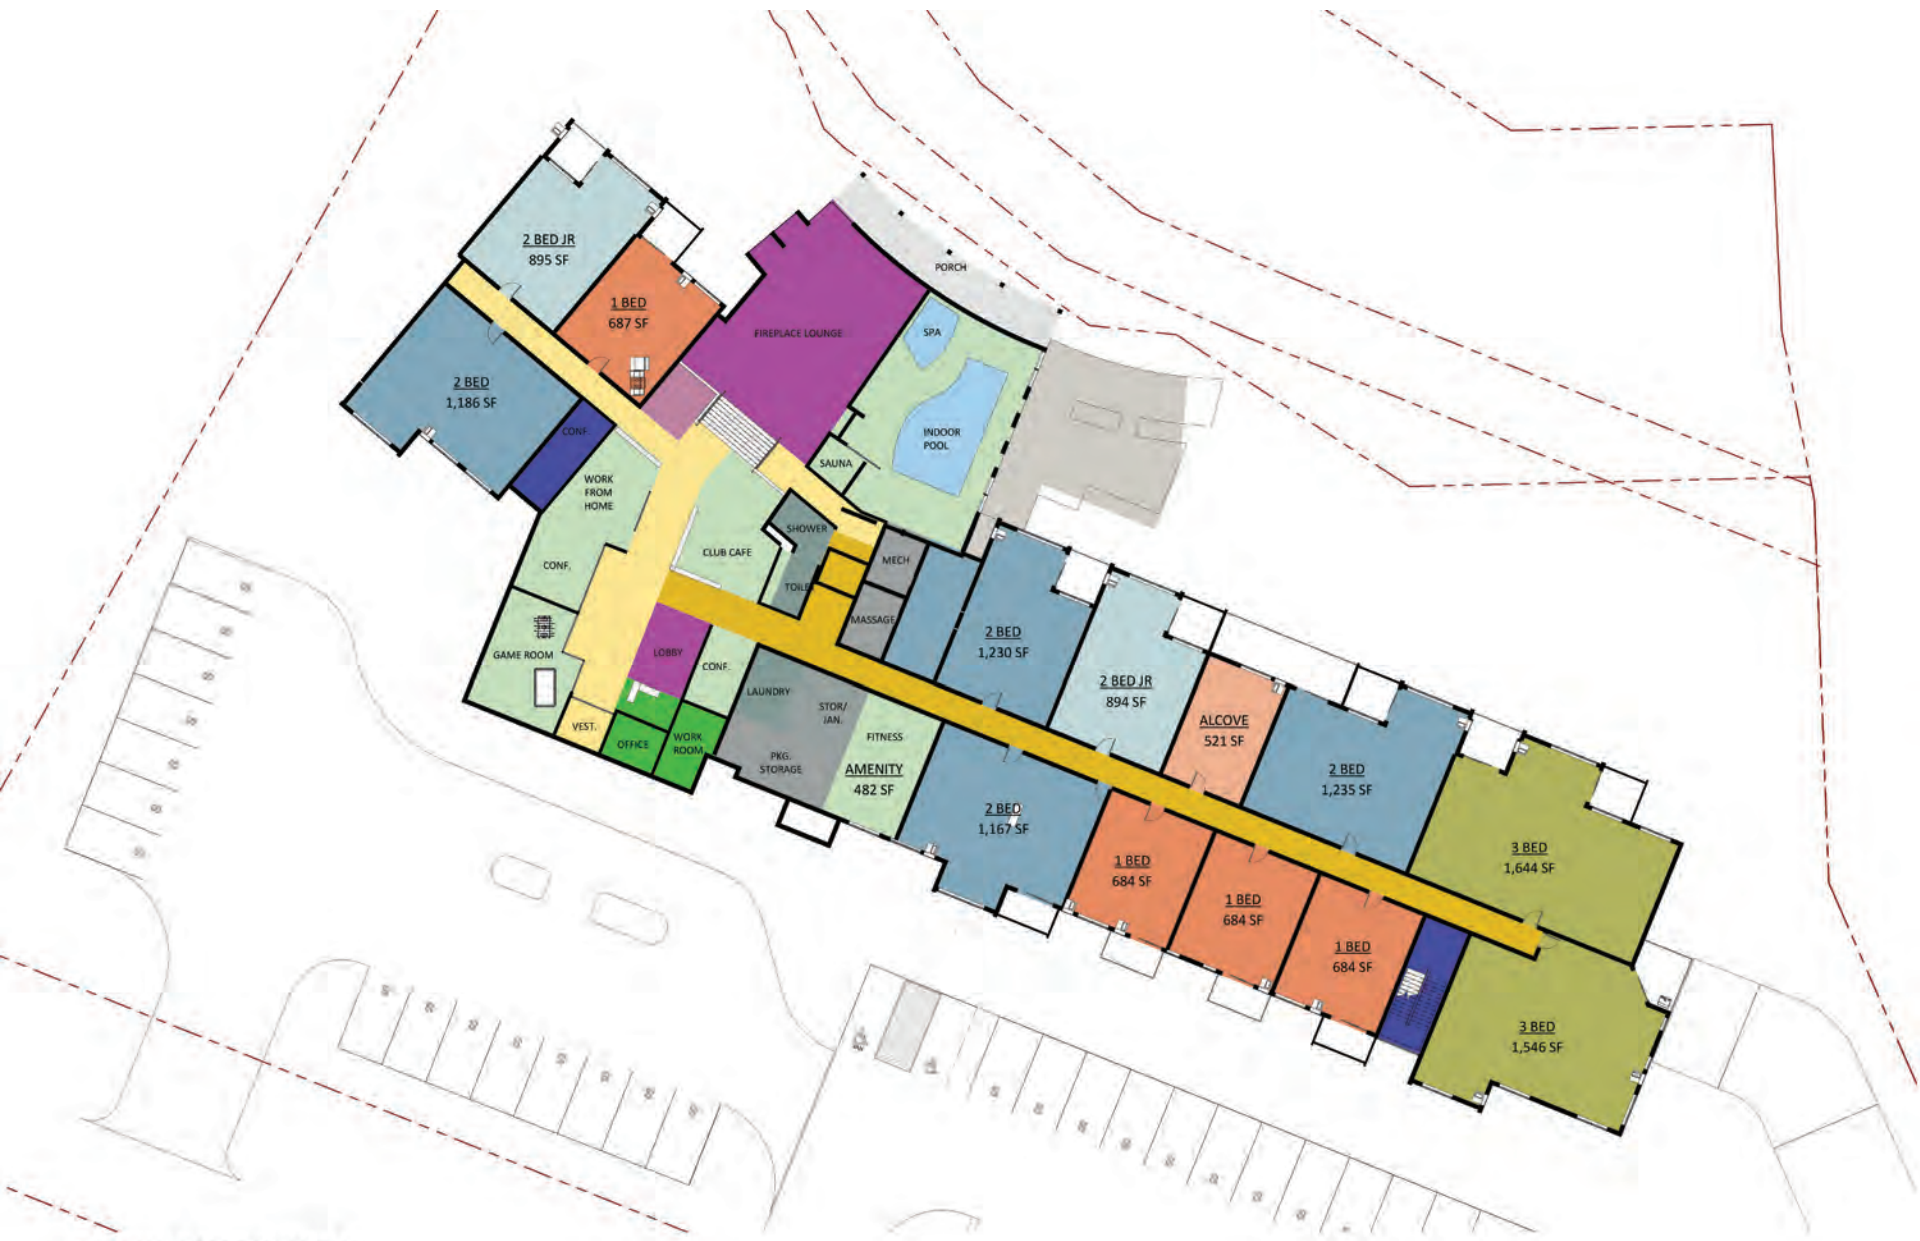 2 BED JR
895 SF
1 BED
687 SF
2 BED
1,186 SF
FIREPLACE LOUNGE
PORCH
SPA
INDOOR
POOL
SAUNA
CONF.
WORK
FROM
HOME
CONF.
CLUB CAFE
SHOWER
MECH
MASSAGE
GAME ROOM
LOBBY
CONF.
VEST.
OFFICE
WORK
ROOM
LAUNDRY
STOR/
JAN.
PKG.
STORAGE
FITNESS
AMENITY
482 SF
2 BED
1,230 SF
2 BED JR
894 SF
ALCOVE
521 SF
2 BED
1,235 SF
3 BED
1,644 SF
2 BED
1,167 SF
1 BED
684 SF
1 BED
684 SF
1 BED
684 SF
3 BED
1,546 SF